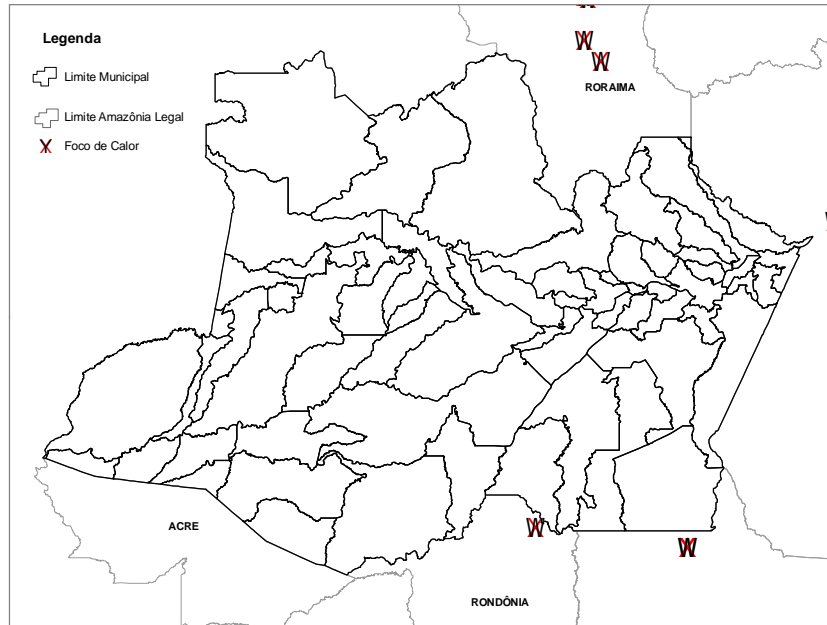 Legenda
Limite Municipal
Limite Amazônia Legal
Foco de Calor
RORAIMA
ACRE
RONDÔNIA